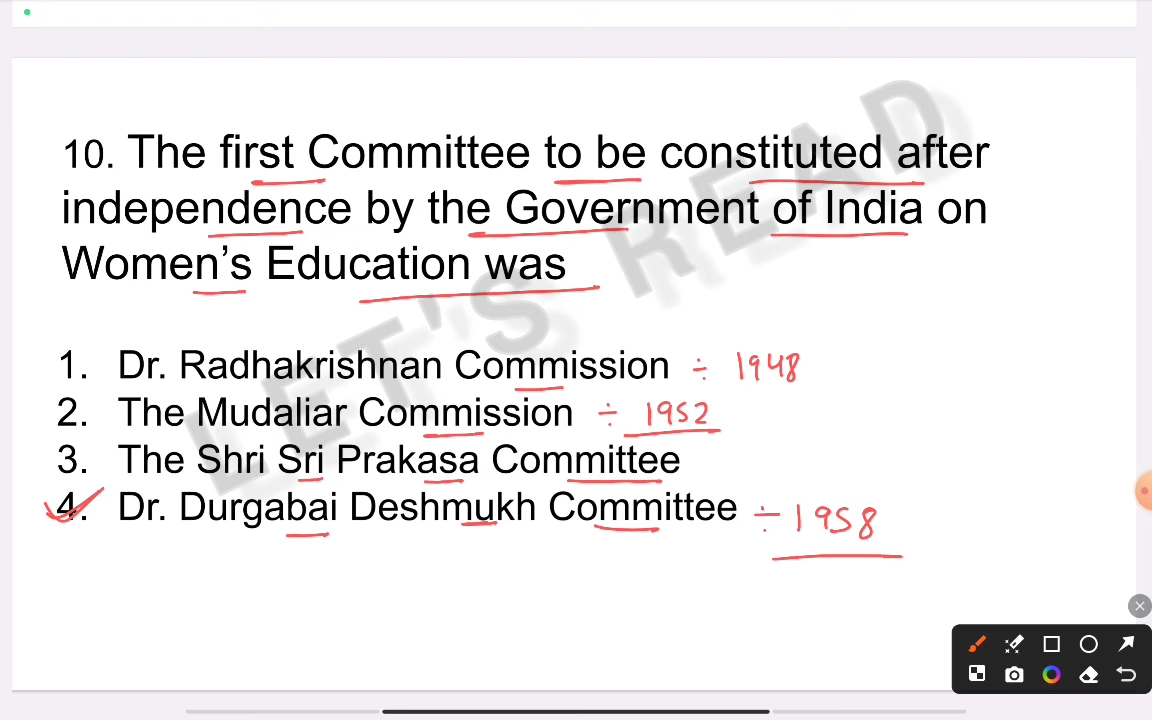 10. The first Committee to be constituted after
independence by the Government of India on
Women’s Education was
LET'S READ
1. Dr. Radhakrishnan Commission ÷ 1948
2. The Mudaliar Commission ÷ 1952
3. The Shri Sri Prakasa Committee
4. Dr. Durgabai Deshmukh Committee ÷ 1958